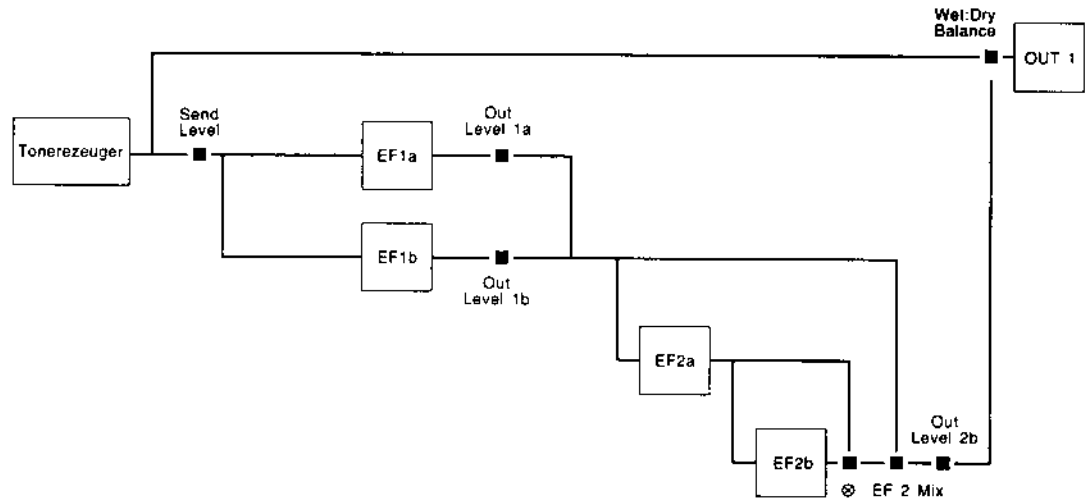 Wet:Dry
Balance
OUT 1
Send
Level
Out
Level 1a
Tonerezeuger
EF1a
EF1b
Out
Level 1b
EF2a
Out
Level 2b
EF2b
⊗ EF 2 Mix